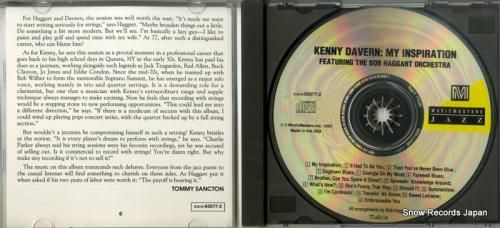 For Haggart and Davern, the session was well worth the wait. "It's made me want
to start writing seriously for strings," says Haggart. "Maybe broaden things out a little.
Do something a bit more modern. But we'll see. I'm basically a lazy guy—I like to
paint and play golf and spend time with my wife." At 77, after such a distinguished
career, who can blame him?
As for Kenny, he sees this session as a pivotal moment in a professional career that
goes back to his high school days in Queens, NY in the early 50s. Kenny has paid his
dues as a jazzman, working alongside such legends as Jack Teagarden, Red Allen, Buck
Clayton, Jo Jones and Eddie Condon. Since the mid-70s, when he teamed up with
Bob Wilber to form the memorable Soprano Summit, he has emerged as a major solo
voice, working mainly in trio and quartet settings. It is a demanding role for a
clarinetist, but one that a musician with Kenny's extraordinary range and supple
technique always manages to make exciting. Now he feels that recording with strings
would be a stepping stone to new performing opportunities. "This could lead me into
a different direction," he says. "If there is a modicum of success with this album, I
could wind up playing pops concert series, with the quartet backed up by a full string
section."
But wouldn't a jazzman be compromising himself in such a setting? Kenny bristles
at the notion. "It is every player's dream to perform with strings," he says. "Charlie
Parker always said his string sessions were his favorite recordings, yet he was accused
of selling out. Is it commercial to record with strings? You're damn right. But why
make any recording if it's not to sell it?"
The music on this album transcends such debates. Everyone from the jazz purist to
the casual listener will find something to cherish on these sides. As Haggart put it
when asked if his two years of labor were worth it: "The payoff is hearing it."
TOMMY SANCTON
6
65077-2
KENNY DAVERN: MY INSPIRATION
FEATURING THE BOB HAGGART ORCHESTRA
65077-2
MUSICMASTERS
JAZZ
Made in the USA
My Inspiration; It Had To Be You; Then You've Never Been Blue
Dogtown Blues; Georgia On My Mind; Farewell Blues;
Brother, Can You Spare A Dime?; Spreadin' Knowledge Around;
What's New?; She's Funny That Way; Should I?; Summertime
I'm Confessin'; Travelin' All Alone; Sweet Lorraine;
Embraceable You
Snow Records Japan